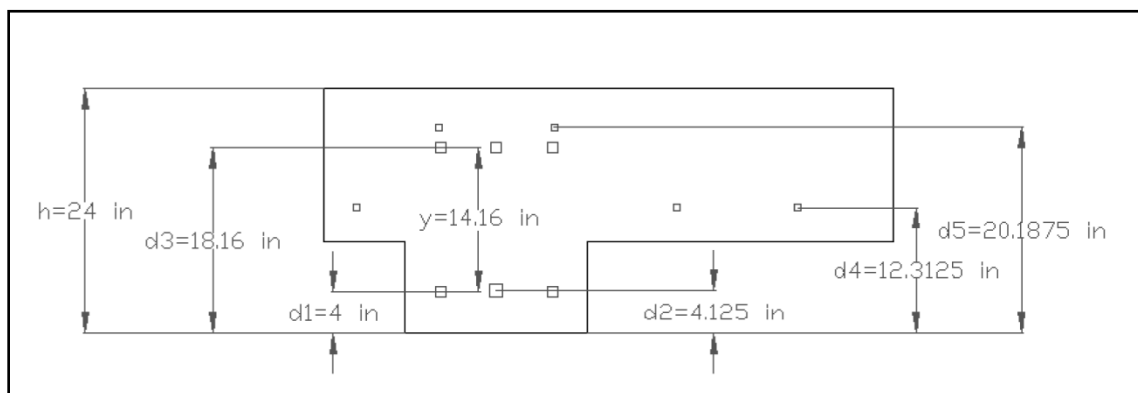 h=24 in
d3=18.16 in
y=14.16 in
d5=20.1875 in
d4=12.3125 in
d1=4 in
d2=4.125 in